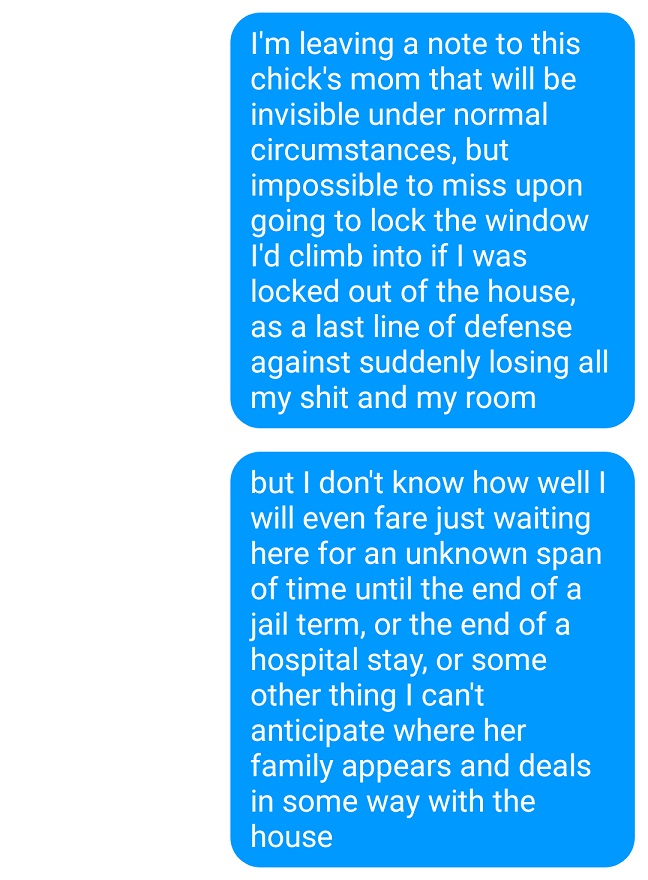 I'm leaving a note to this
chick's mom that will be
invisible under normal
circumstances, but
impossible to miss upon
going to lock the window
I'd climb into if I was
locked out of the house,
as a last line of defense
against suddenly losing all
my shit and my room
but I don't know how well I
will even fare just waiting
here for an unknown span
of time until the end of a
jail term, or the end of a
hospital stay, or some
other thing I can't
anticipate where her
family appears and deals
in some way with the
house